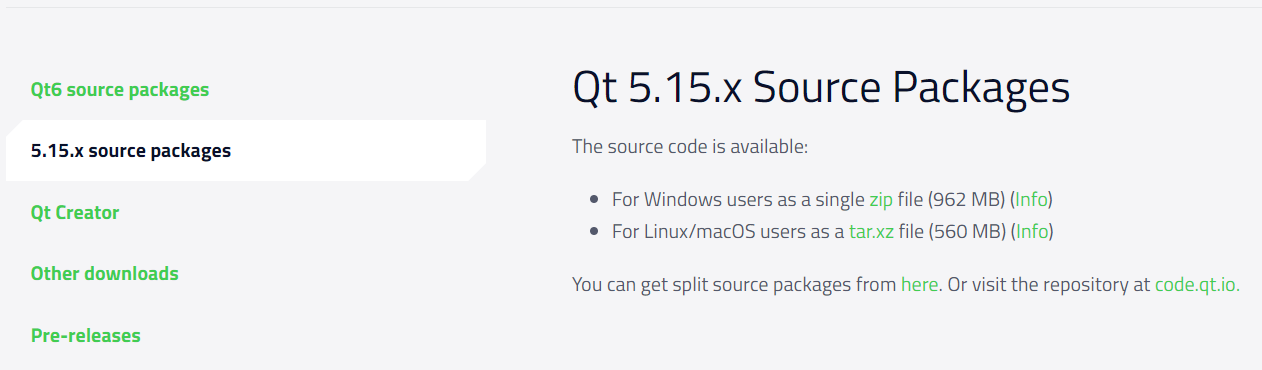 Qt6 source packages
5.15.x source packages
Qt Creator
Other downloads
Pre-releases
Qt 5.15.x Source Packages
The source code is available:
For Windows users as a single zip file (962 MB) (Info)
For Linux/macOS users as a tar.xz file (560 MB) (Info)
You can get split source packages from here. Or visit the repository at code.qt.io.